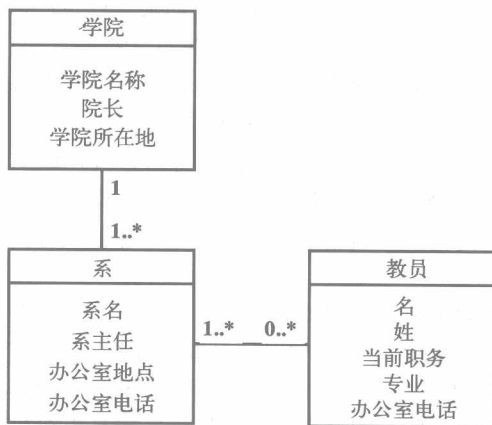 学院
学院名称
院长
学院所在地
1
1..*
系
系名
系主任
办公室地点
办公室电话
1..*
0..*
教员
名
姓
当前职务
专业
办公室电话